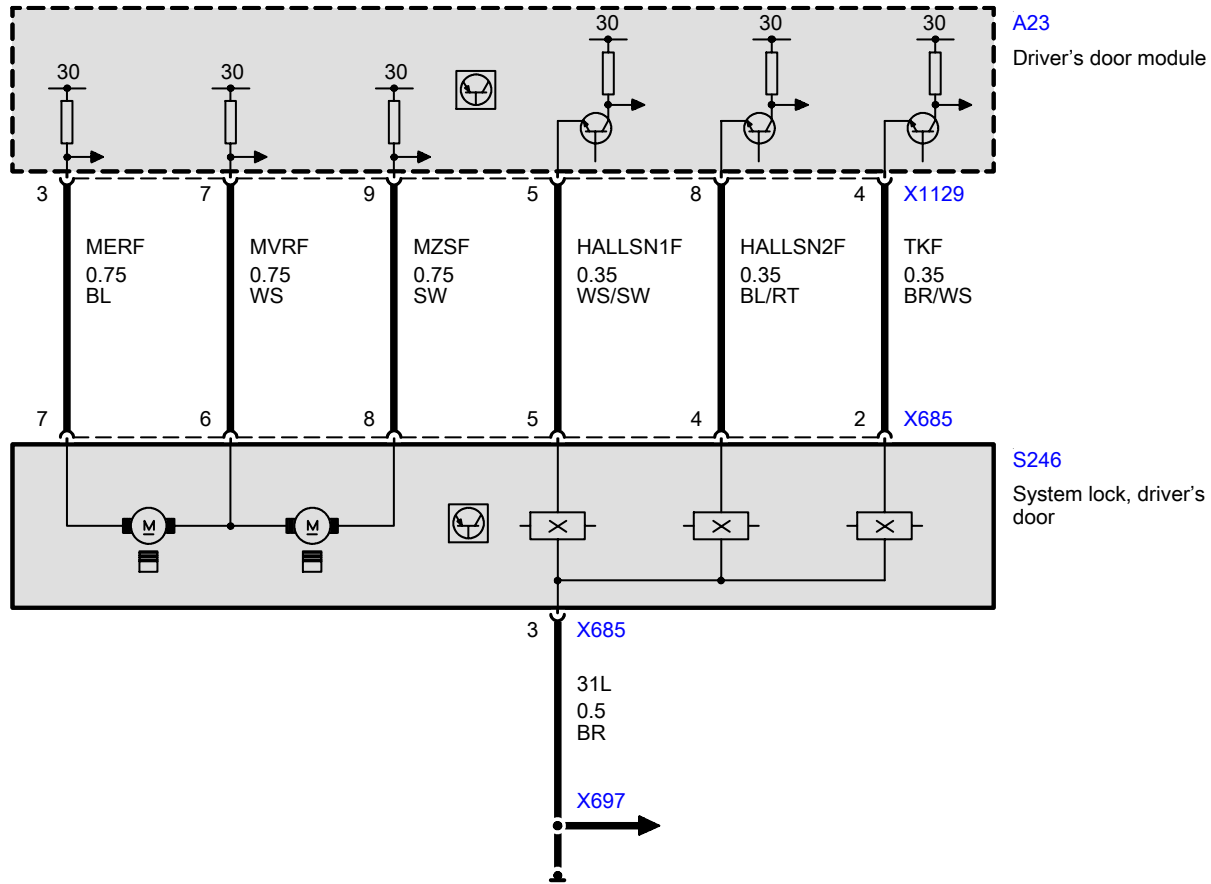 30 30 30 A23
Driver's door module
30 30 30
3 7 9 5 8 4 X1129
MERF MVRF MZSF HALLSN1F HALLSN2F TKF
0.75 0.75 0.75 0.35 0.35 0.35
BL WS SW WS/SW BL/RT BR/WS
7 6 8 5 4 2 X685
S246
System lock, driver's
door
M M
3 X685
31L
0.5
BR
X697